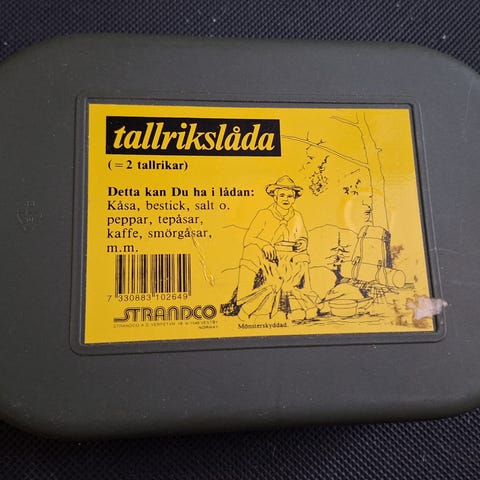 tallrikslåda
(= 2 tallrikar)
Detta kan Du ha i lådan:
Kåsa, bestick, salt o.
peppar, tepåsar,
kaffe, smörgåsar,
m.m.
7 330883 102649
STRANDCO
NORWAY
Mönsterskyddad.